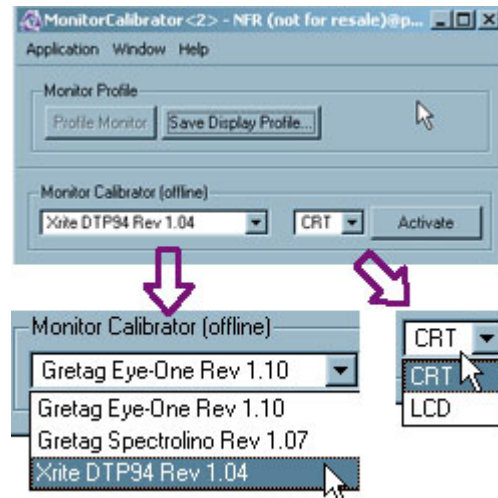 MonitorCalibrator<2> - NFR (not for resale)@p...
Application Window Help
Monitor Profile
Profile Monitor Save Display Profile...
Monitor Calibrator (offline)
Xrite DTP94 Rev 1.04 CRT Activate
Monitor Calibrator (offline)
Gretag Eye-One Rev 1.10
Gretag Eye-One Rev 1.10
Gretag Spectrolino Rev 1.07
Xrite DTP94 Rev 1.04
CRT
CRT
LCD